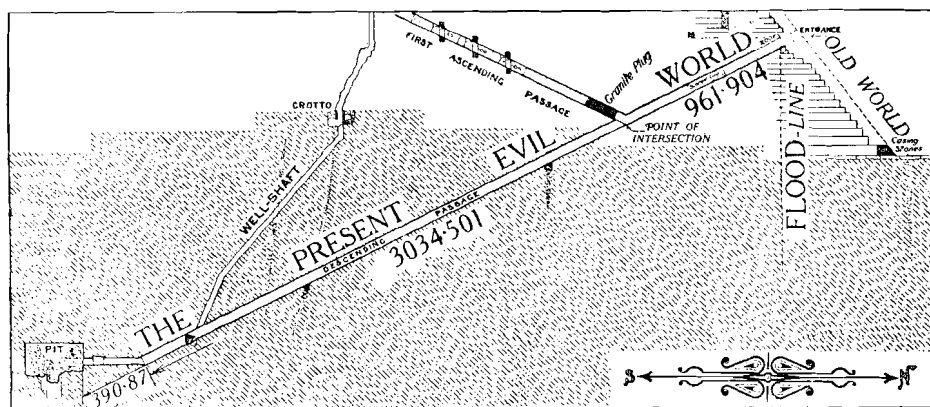 ENTRANCE
OLD WORLD
FIRST ASCENDING PASSAGE
Granite Plug
WORLD
961·904
POINT OF
INTERSECTION
Casing
Stones
GROTTO
WELL-SHAFT
EVIL
FLOOD-LINE
PRESENT
DESCENDING PASSAGE
3034·501
THE
PIT
390·87
S N